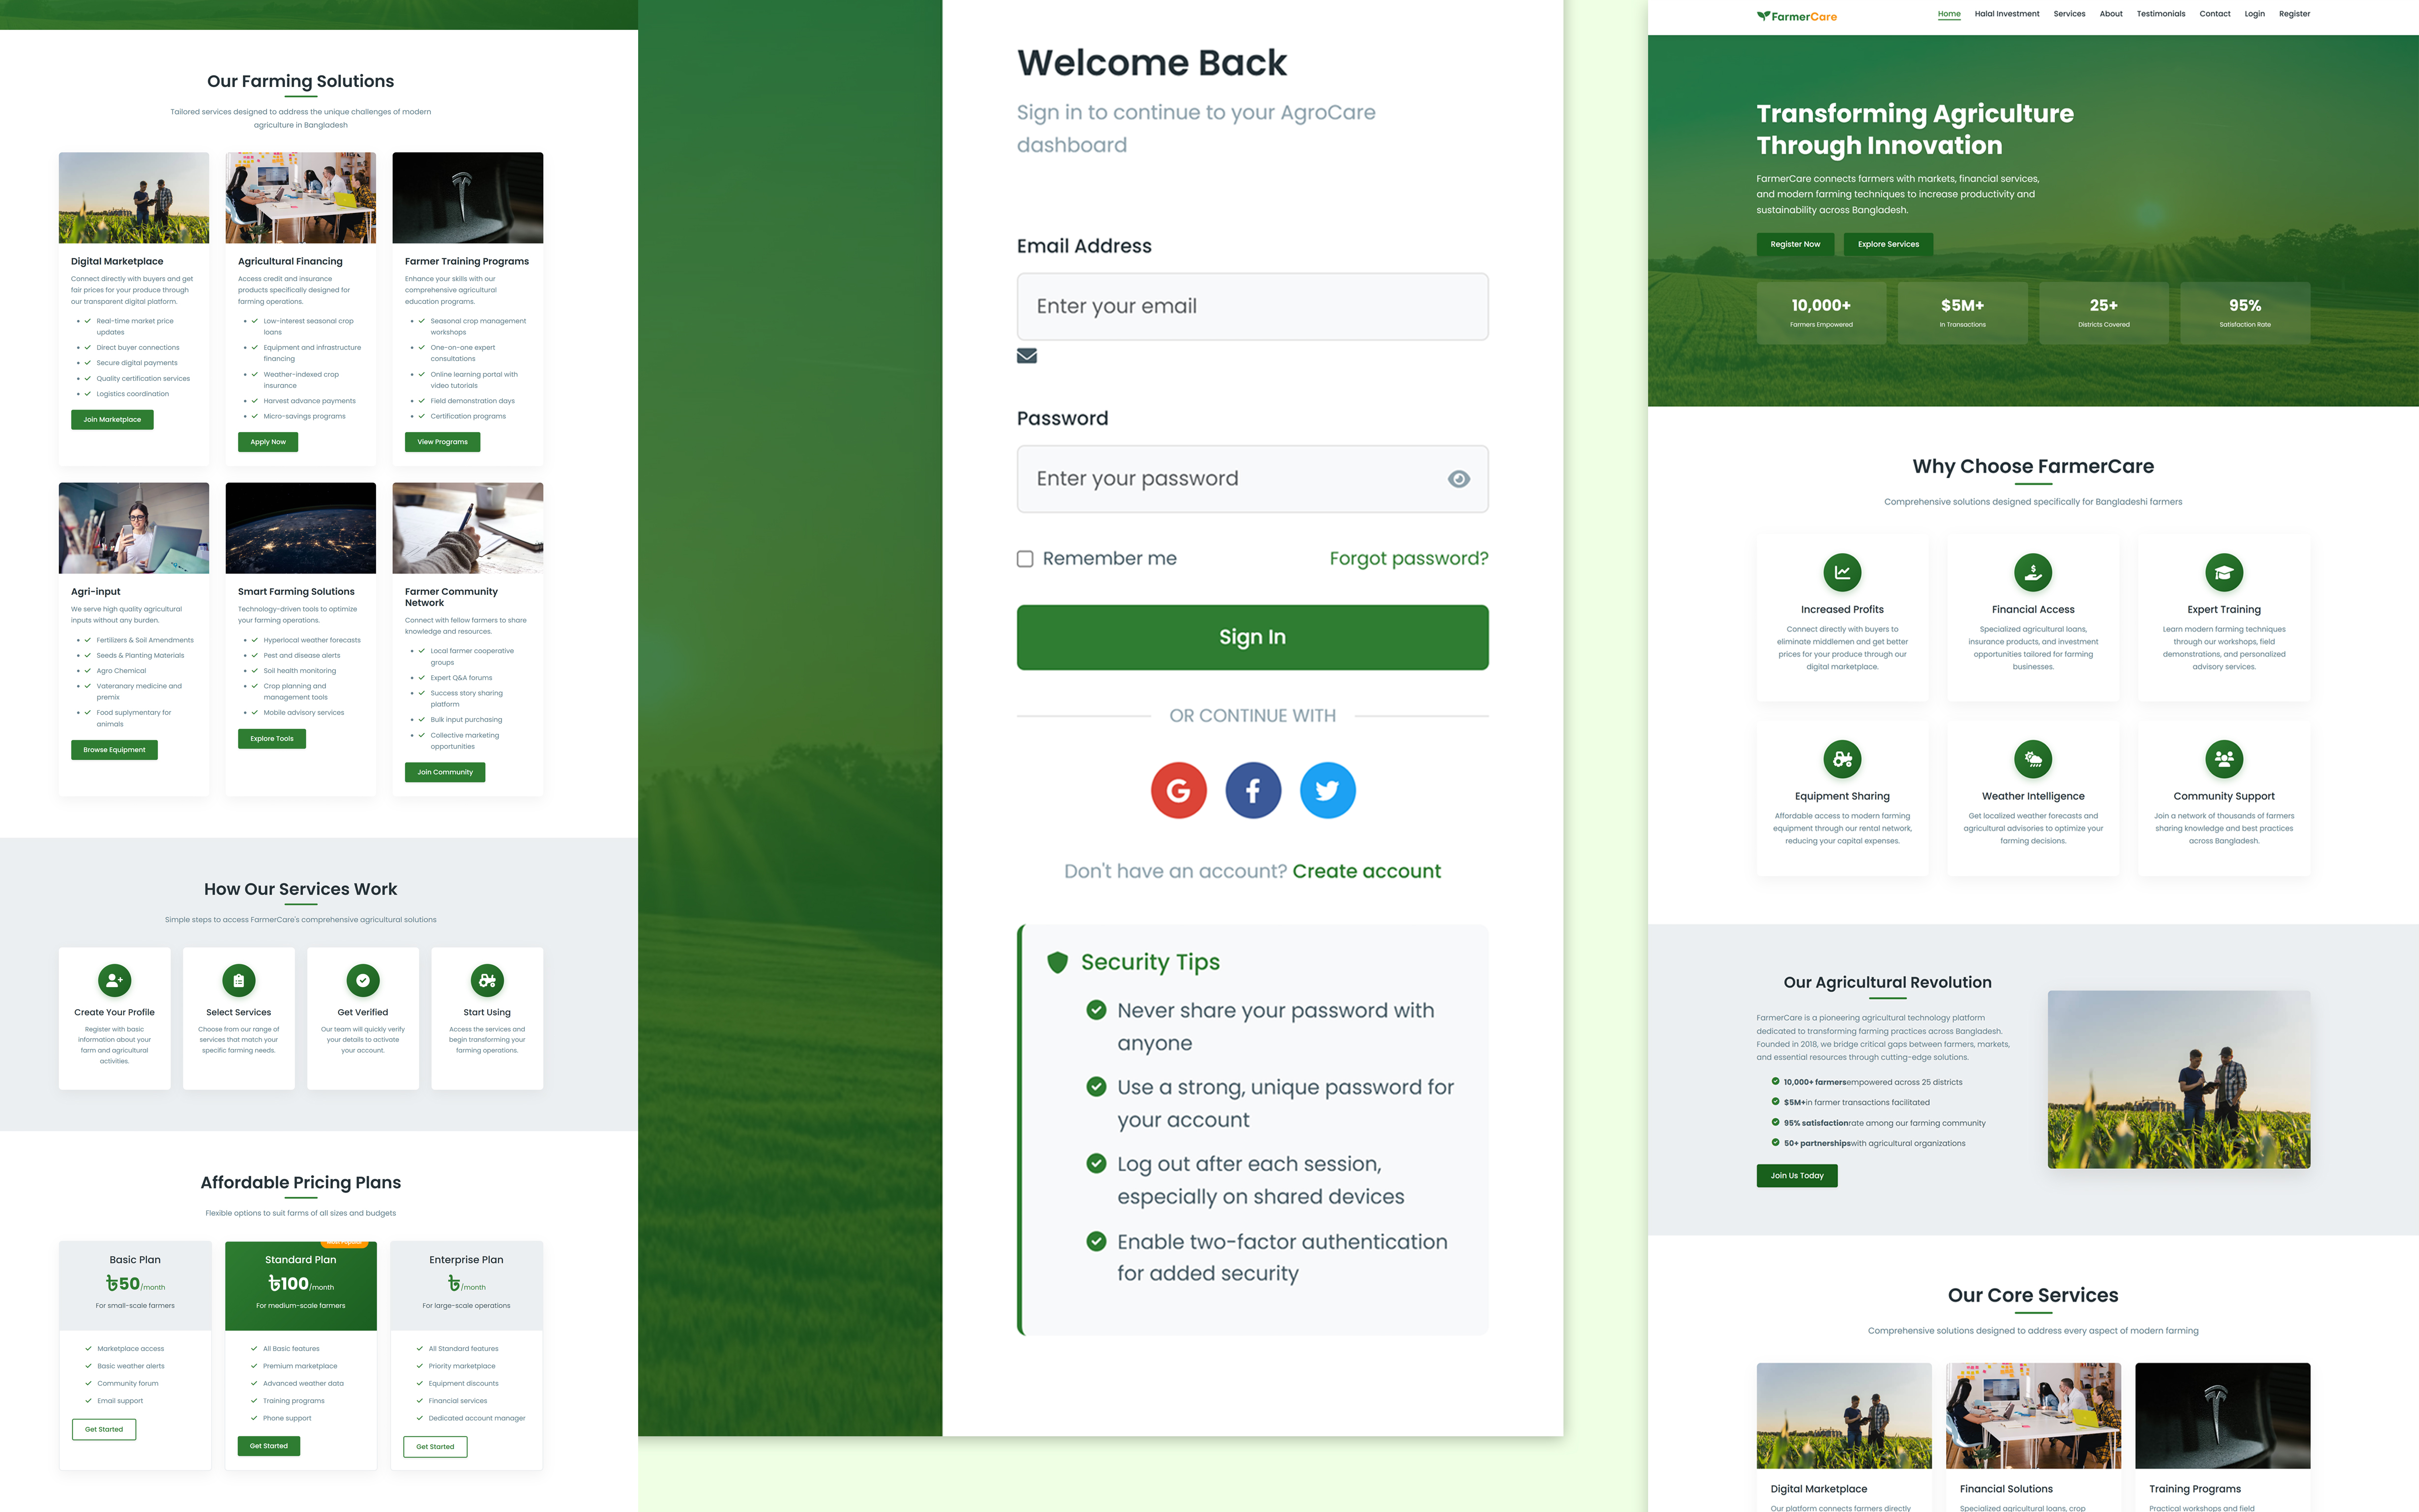 Our Farming Solutions
Tailored services designed to address the unique challenges of modern
agriculture in Bangladesh
Digital Marketplace
Connect directly with buyers and get
fair prices for your produce through
our transparent digital platform.
Real-time market price
updates
Direct buyer connections
Secure digital payments
Quality certification services
Logistics coordination
Join Marketplace
Agricultural Financing
Access credit and insurance
products specifically designed for
farming operations.
Low-interest seasonal crop
loans
Equipment and infrastructure
financing
Weather-indexed crop
insurance
Harvest advance payments
Micro-savings programs
Apply Now
Farmer Training Programs
Enhance your skills with our
comprehensive agricultural
education programs.
Seasonal crop management
workshops
One-on-one expert
consultations
Online learning portal with
video tutorials
Field demonstration days
Certification programs
View Programs
Agri-input
We serve high quality agricultural
inputs without any burden.
Fertilizers & Soil Amendments
Seeds & Planting Materials
Agro Chemical
Vateranary medicine and
premix
Food suplymentary for
animals
Browse Equipment
Smart Farming Solutions
Technology-driven tools to optimize
your farming operations.
Hyperlocal weather forecasts
Pest and disease alerts
Soil health monitoring
Crop planning and
management tools
Mobile advisory services
Explore Tools
Farmer Community
Network
Connect with fellow farmers to share
knowledge and resources.
Local farmer cooperative
groups
Expert Q&A forums
Success story sharing
platform
Bulk input purchasing
Collective marketing
opportunities
Join Community
How Our Services Work
Simple steps to access FarmerCare's comprehensive agricultural solutions
Create Your Profile
Register with basic
information about your
farm and agricultural
activities.
Select Services
Choose from our range of
services that match your
specific farming needs.
Get Verified
Our team will quickly verify
your details to activate
your account.
Start Using
Access the services and
begin transforming your
farming operations.
Affordable Pricing Plans
Flexible options to suit farms of all sizes and budgets
Basic Plan
৳50/month
For small-scale farmers
Marketplace access
Basic weather alerts
Community forum
Email support
Get Started
Standard Plan
৳100/month
For medium-scale farmers
All Basic features
Premium marketplace
Advanced weather data
Training programs
Phone support
Get Started
Enterprise Plan
৳/month
For large-scale operations
All Standard features
Priority marketplace
Equipment discounts
Financial services
Dedicated account manager
Get Started
Welcome Back
Sign in to continue to your AgroCare
dashboard
Email Address
Enter your email
Password
Enter your password
Remember me Forgot password?
Sign In
OR CONTINUE WITH
Don't have an account? Create account
Security Tips
Never share your password with
anyone
Use a strong, unique password for
your account
Log out after each session,
especially on shared devices
Enable two-factor authentication
for added security
FarmerCare Home Halal Investment Services About Testimonials Contact Login Register
Transforming Agriculture
Through Innovation
FarmerCare connects farmers with markets, financial services,
and modern farming techniques to increase productivity and
sustainability across Bangladesh.
Register Now Explore Services
10,000+ $5M+ 25+ 95%
Farmers Empowered In Transactions Districts Covered Satisfaction Rate
Why Choose FarmerCare
Comprehensive solutions designed specifically for Bangladeshi farmers
Increased Profits
Connect directly with buyers to
eliminate middlemen and get better
prices for your produce through our
digital marketplace.
Financial Access
Specialized agricultural loans,
insurance products, and investment
opportunities tailored for farming
businesses.
Expert Training
Learn modern farming techniques
through our workshops, field
demonstrations, and personalized
advisory services.
Equipment Sharing
Affordable access to modern farming
equipment through our rental network,
reducing your capital expenses.
Weather Intelligence
Get localized weather forecasts and
agricultural advisories to optimize your
farming decisions.
Community Support
Join a network of thousands of farmers
sharing knowledge and best practices
across Bangladesh.
Our Agricultural Revolution
FarmerCare is a pioneering agricultural technology platform
dedicated to transforming farming practices across Bangladesh.
Founded in 2018, we bridge critical gaps between farmers, markets,
and essential resources through cutting-edge solutions.
10,000+ farmersempowered across 25 districts
$5M+in farmer transactions facilitated
95% satisfactionrate among our farming community
50+ partnershipswith agricultural organizations
Join Us Today
Our Core Services
Comprehensive solutions designed to address every aspect of modern farming
Digital Marketplace
Our platform connects farmers directly
Financial Solutions
Specialized agricultural loans, crop
Training Programs
Practical workshops and field